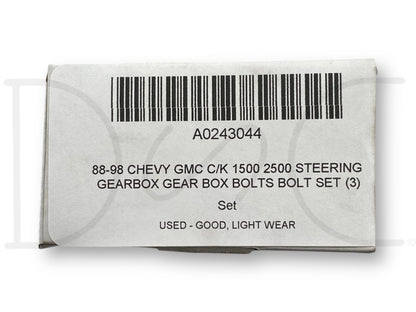 A0243044
88-98 CHEVY GMC C/K 1500 2500 STEERING
GEARBOX GEAR BOX BOLTS BOLT SET (3)
Set
USED - GOOD, LIGHT WEAR